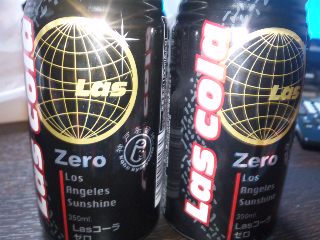 Las cola
Las
Zero
Los
Angeles
Sunshine
350ml
Lasコーラ
ゼロ
Las cola
Las
Zero
Los
Angeles
Sunshine
350ml
Lasコーラ
ゼロ